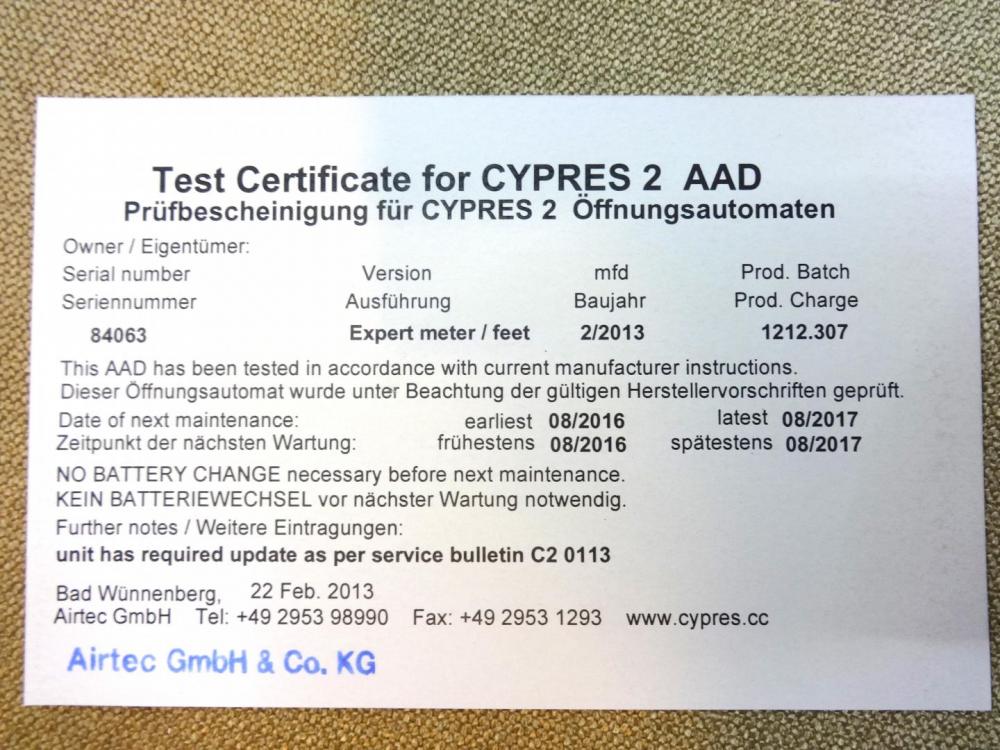 Test Certificate for CYPRES 2 AAD
Prüfbescheinigung für CYPRES 2 Öffnungsautomaten
Owner / Eigentümer:
Serial number Version mfd Prod. Batch
Seriennummer Ausführung Baujahr Prod. Charge
84063 Expert meter / feet 2/2013 1212.307
This AAD has been tested in accordance with current manufacturer instructions.
Dieser Öffnungsautomat wurde unter Beachtung der gültigen Herstellervorschriften geprüft.
Date of next maintenance: earliest 08/2016 latest 08/2017
Zeitpunkt der nächsten Wartung: frühestens 08/2016 spätestens 08/2017
NO BATTERY CHANGE necessary before next maintenance.
KEIN BATTERIEWECHSEL vor nächster Wartung notwendig.
Further notes / Weitere Eintragungen:
unit has required update as per service bulletin C2 0113
Bad Wünnenberg, 22 Feb. 2013
Airtec GmbH Tel: +49 2953 98990 Fax: +49 2953 1293 www.cypres.cc
Airtec GmbH & Co. KG